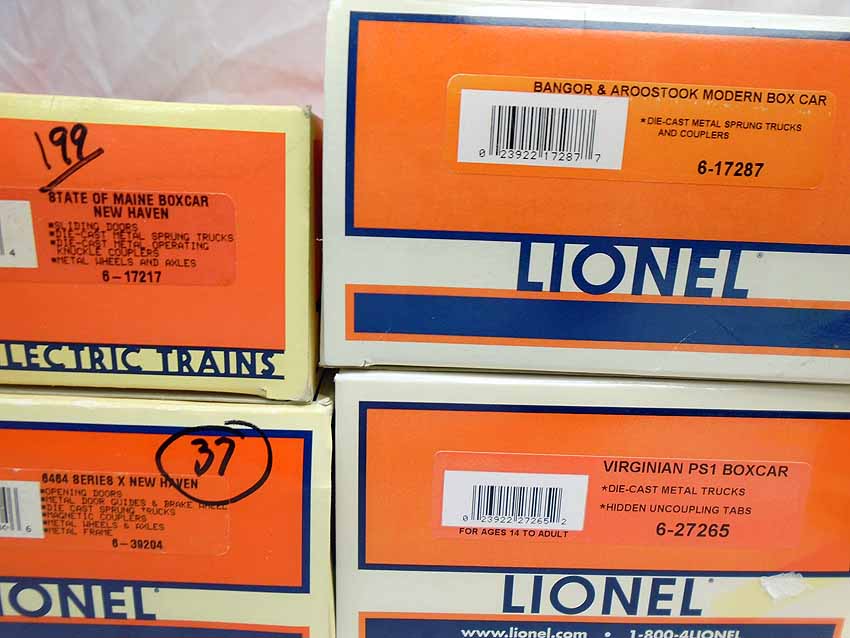 199
STATE OF MAINE BOXCAR
NEW HAVEN
*SLIDING DOORS
*DIE-CAST METAL SPRUNG TRUCKS
*DIE-CAST METAL OPERATING
KNUCKLE COUPLERS
*METAL WHEELS AND AXLES
6-17217
4
LECTRIC TRAINS
BANGOR & AROOSTOOK MODERN BOX CAR
*DIE-CAST METAL SPRUNG TRUCKS
AND COUPLERS
0 23922 17287 7
6-17287
LIONEL
37
6464 SERIES X NEW HAVEN
*OPENING DOORS
*METAL DOOR GUIDES & BRAKE WHEEL
*DIE CAST SPRUNG TRUCKS
*MAGNETIC COUPLERS
*METAL WHEELS & AXLES
*METAL FRAME
6-39204
6
IONEL
VIRGINIAN PS1 BOXCAR
*DIE-CAST METAL TRUCKS
*HIDDEN UNCOUPLING TABS
0 23922 27265 2
FOR AGES 14 TO ADULT
6-27265
LIONEL
www.lionel.com • 1-800-4LIONEL